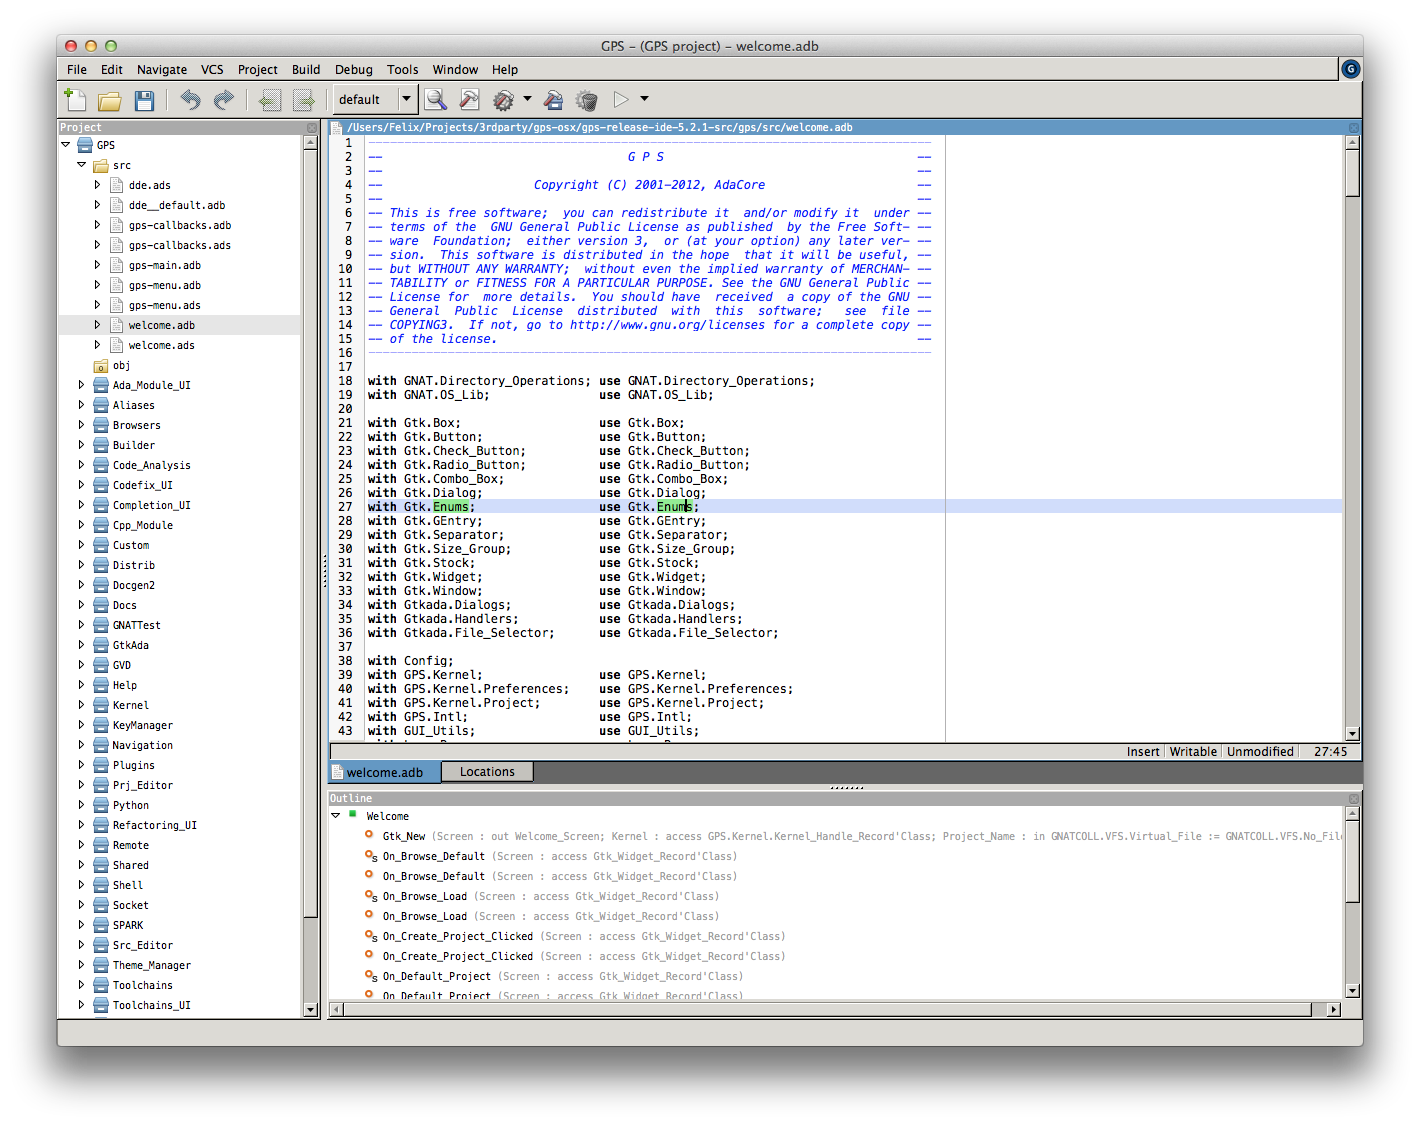 GPS - (GPS project) - welcome.adb
File Edit Navigate VCS Project Build Debug Tools Window Help
G
default
Project
GPS
src
dde.ads
dde__default.adb
gps-callbacks.adb
gps-callbacks.ads
gps-main.adb
gps-menu.adb
gps-menu.ads
welcome.adb
welcome.ads
obj
Ada_Module_UI
Aliases
Browsers
Builder
Code_Analysis
Codefix_UI
Completion_UI
Cpp_Module
Custom
Distrib
Docgen2
Docs
GNATTest
GtkAda
GVD
Help
Kernel
KeyManager
Navigation
Plugins
Prj_Editor
Python
Refactoring_UI
Remote
Shared
Shell
Socket
SPARK
Src_Editor
Theme_Manager
Toolchains
Toolchains_UI
/Users/Felix/Projects/3rdparty/gps-osx/gps-release-ide-5.2.1-src/gps/src/welcome.adb
1 ------------------------------------------------------------------------------
2 --                                  G P S                                   --
3 --                                                                          --
4 --                     Copyright (C) 2001-2012, AdaCore                     --
5 --                                                                          --
6 -- This is free software;  you can redistribute it  and/or modify it  under --
7 -- terms of the  GNU General Public License as published  by the Free Soft- --
8 -- ware  Foundation;  either version 3,  or (at your option) any later ver- --
9 -- sion.  This software is distributed in the hope  that it will be useful, --
10 -- but WITHOUT ANY WARRANTY;  without even the implied warranty of MERCHAN- --
11 -- TABILITY or FITNESS FOR A PARTICULAR PURPOSE. See the GNU General Public --
12 -- License for  more details.  You should have  received  a copy of the GNU --
13 -- General  Public  License  distributed  with  this  software;   see  file --
14 -- COPYING3.  If not, go to http://www.gnu.org/licenses for a complete copy --
15 -- of the license.                                                          --
16 ------------------------------------------------------------------------------
17
18 with GNAT.Directory_Operations; use GNAT.Directory_Operations;
19 with GNAT.OS_Lib;               use GNAT.OS_Lib;
20
21 with Gtk.Box;                   use Gtk.Box;
22 with Gtk.Button;                use Gtk.Button;
23 with Gtk.Check_Button;          use Gtk.Check_Button;
24 with Gtk.Radio_Button;          use Gtk.Radio_Button;
25 with Gtk.Combo_Box;             use Gtk.Combo_Box;
26 with Gtk.Dialog;                use Gtk.Dialog;
27 with Gtk.Enums;                 use Gtk.Enums;
28 with Gtk.GEntry;                use Gtk.GEntry;
29 with Gtk.Separator;             use Gtk.Separator;
30 with Gtk.Size_Group;            use Gtk.Size_Group;
31 with Gtk.Stock;                 use Gtk.Stock;
32 with Gtk.Widget;                use Gtk.Widget;
33 with Gtk.Window;                use Gtk.Window;
34 with Gtkada.Dialogs;            use Gtkada.Dialogs;
35 with Gtkada.Handlers;           use Gtkada.Handlers;
36 with Gtkada.File_Selector;      use Gtkada.File_Selector;
37
38 with Config;
39 with GPS.Kernel;                use GPS.Kernel;
40 with GPS.Kernel.Preferences;    use GPS.Kernel.Preferences;
41 with GPS.Kernel.Project;        use GPS.Kernel.Project;
42 with GPS.Intl;                  use GPS.Intl;
43 with GUI_Utils;                 use GUI_Utils;
Insert Writable Unmodified 27:45
welcome.adb Locations
Outline
Welcome
Gtk_New (Screen : out Welcome_Screen; Kernel : access GPS.Kernel.Kernel_Handle_Record'Class; Project_Name : in GNATCOLL.VFS.Virtual_File := GNATCOLL.VFS.No_File
S On_Browse_Default (Screen : access Gtk_Widget_Record'Class)
On_Browse_Default (Screen : access Gtk_Widget_Record'Class)
S On_Browse_Load (Screen : access Gtk_Widget_Record'Class)
On_Browse_Load (Screen : access Gtk_Widget_Record'Class)
S On_Create_Project_Clicked (Screen : access Gtk_Widget_Record'Class)
On_Create_Project_Clicked (Screen : access Gtk_Widget_Record'Class)
S On_Default_Project (Screen : access Gtk_Widget_Record'Class)
On_Default_Project (Screen : access Gtk_Widget_Record'Class)